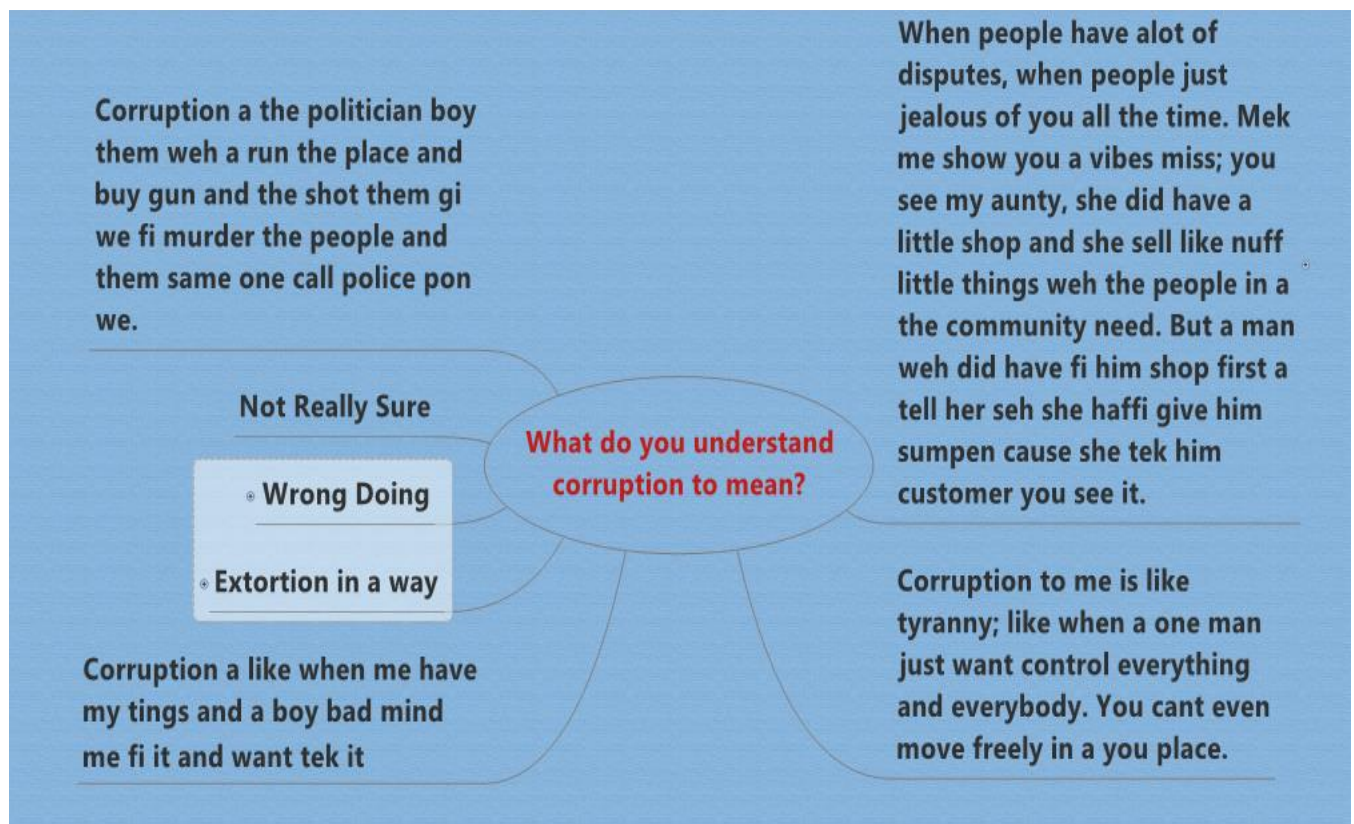 What do you understand
corruption to mean?
Corruption a the politician boy
them weh a run the place and
buy gun and the shot them gi
we fi murder the people and
them same one call police pon
we.
Not Really Sure
Wrong Doing
Extortion in a way
Corruption a like when me have
my tings and a boy bad mind
me fi it and want tek it
When people have alot of
disputes, when people just
jealous of you all the time. Mek
me show you a vibes miss; you
see my aunty, she did have a
little shop and she sell like nuff
little things weh the people in a
the community need. But a man
weh did have fi him shop first a
tell her seh she haffi give him
sumpen cause she tek him
customer you see it.
Corruption to me is like
tyranny; like when a one man
just want control everything
and everybody. You cant even
move freely in a you place.